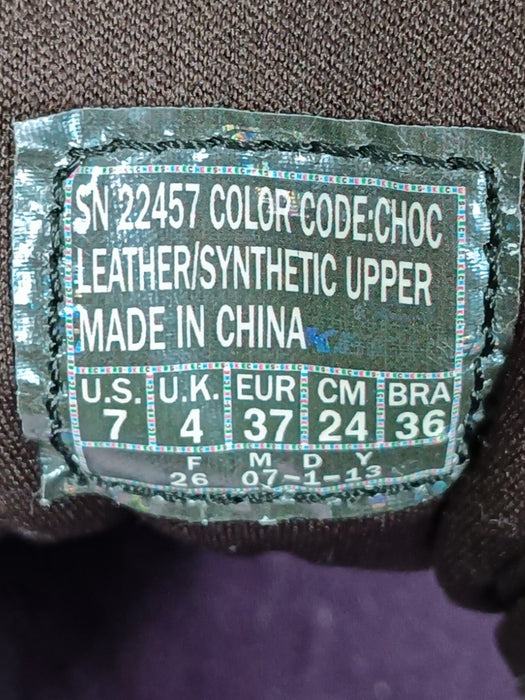 SN 22457 COLOR CODE:CHOC
LEATHER/SYNTHETIC UPPER
MADE IN CHINA
U.S. U.K. EUR CM BRA
7 4 37 24 36
F M D Y
26 07-1-13